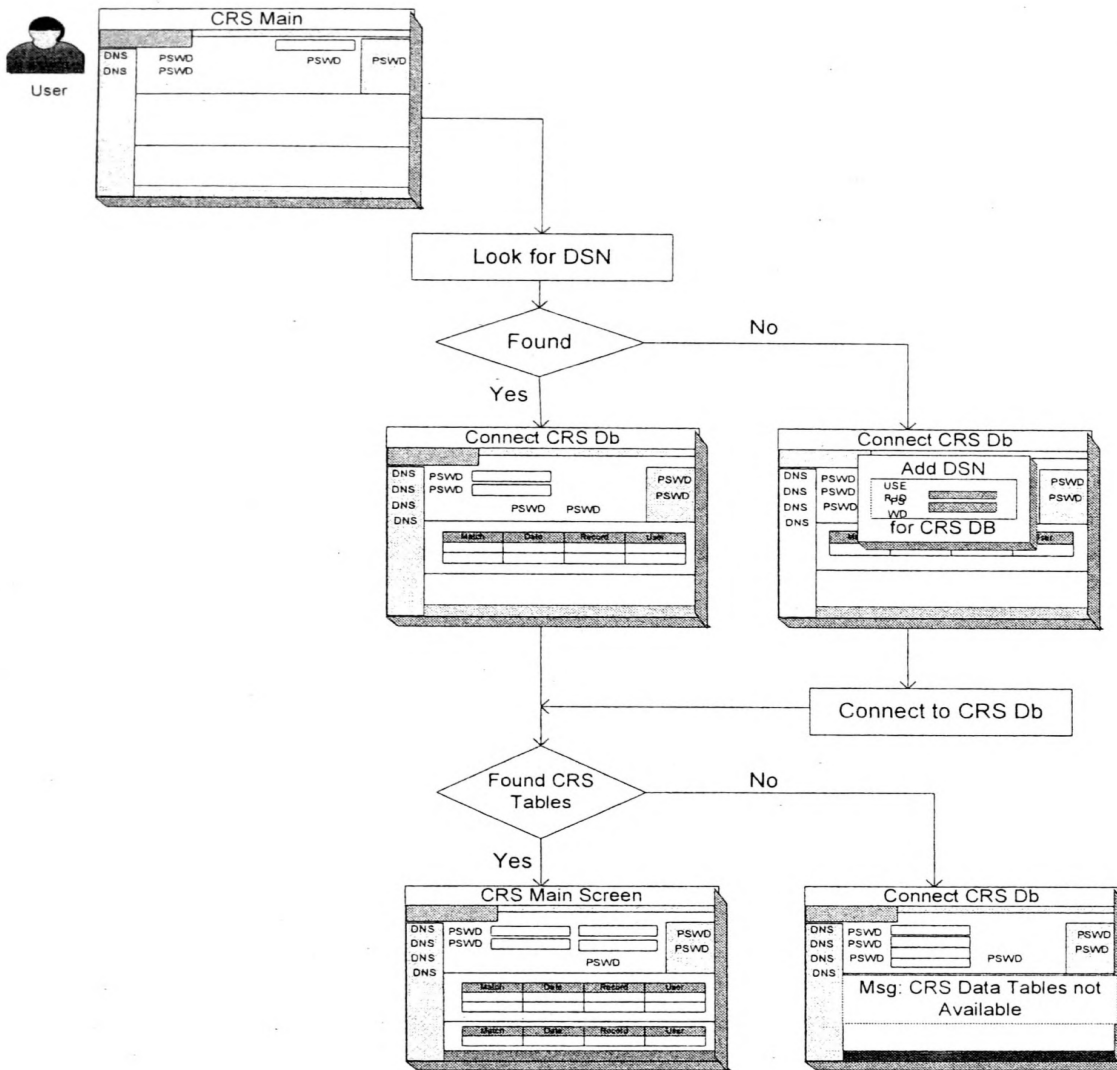 CRS Main
DNS PSWD PSWD PSWD
DNS PSWD
User
Look for DSN
Found
No
Yes
Connect CRS Db
DNS PSWD PSWD
DNS PSWD PSWD
DNS PSWD PSWD
DNS
Match Date Record User
Connect CRS Db
Add DSN
DNS PSWD PSWD
DNS PSWD PSWD
DNS PSWD
DNS
USE
R ID
PS
WD
for CRS DB
Connect to CRS Db
Found CRS
Tables
No
Yes
CRS Main Screen
DNS PSWD PSWD
DNS PSWD PSWD
DNS PSWD
DNS
Match Date Record User
Match Date Record User
Connect CRS Db
DNS PSWD PSWD
DNS PSWD PSWD
DNS PSWD PSWD
DNS
Msg: CRS Data Tables not
Available